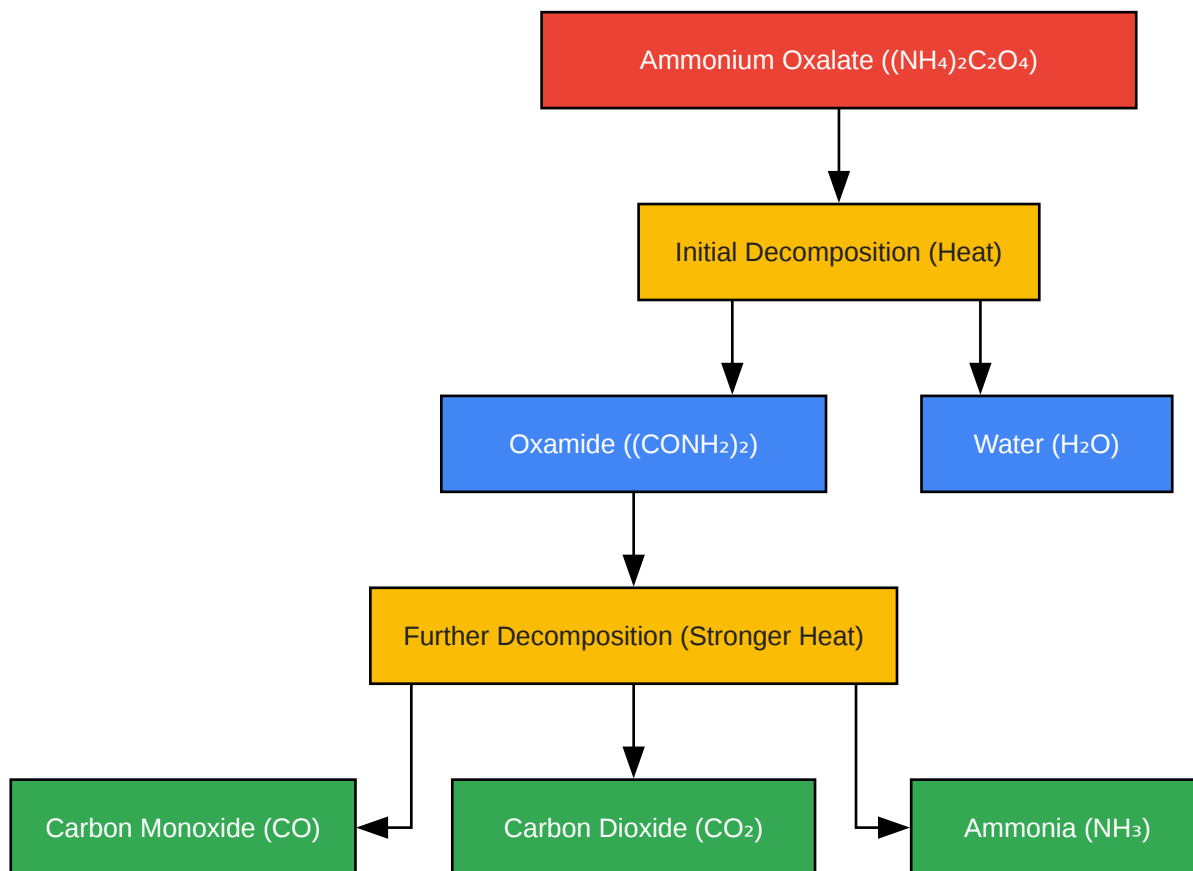 Ammonium Oxalate ((NH₄)₂C₂O₄)
Initial Decomposition (Heat)
Oxamide ((CONH₂)₂)
Water (H₂O)
Further Decomposition (Stronger Heat)
Carbon Monoxide (CO)
Carbon Dioxide (CO₂)
Ammonia (NH₃)